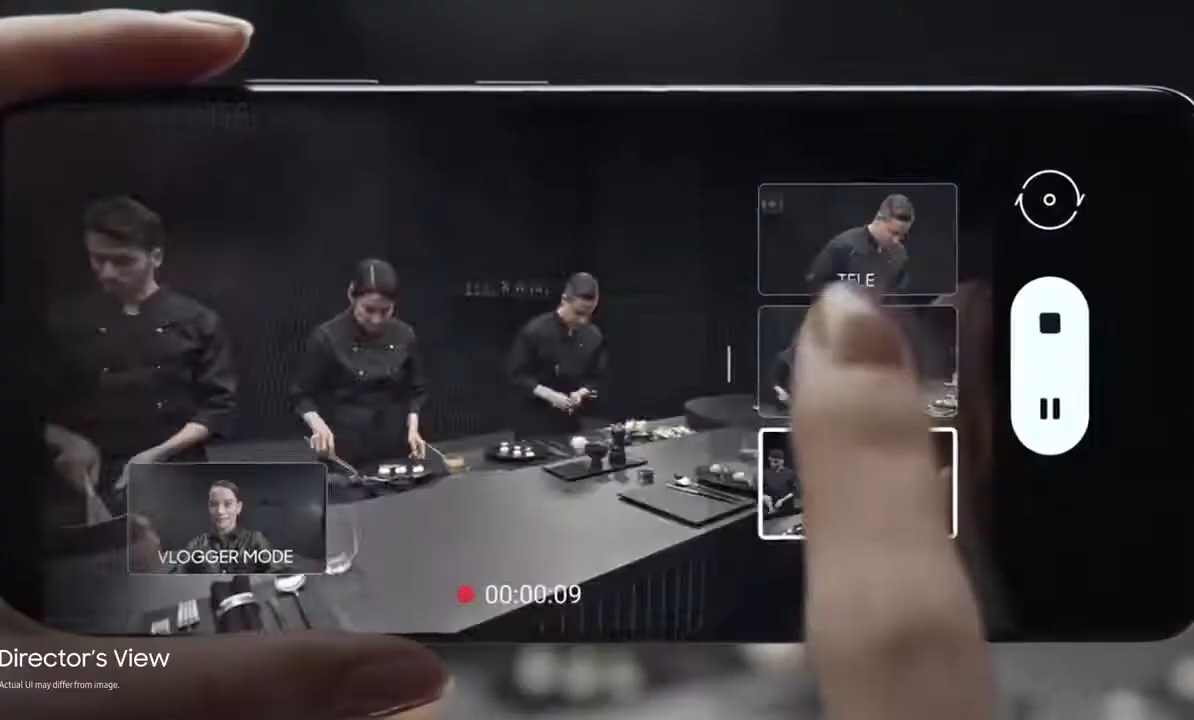 TELE
VLOGGER MODE
00:00:09
Director's View
Actual UI may differ from image.